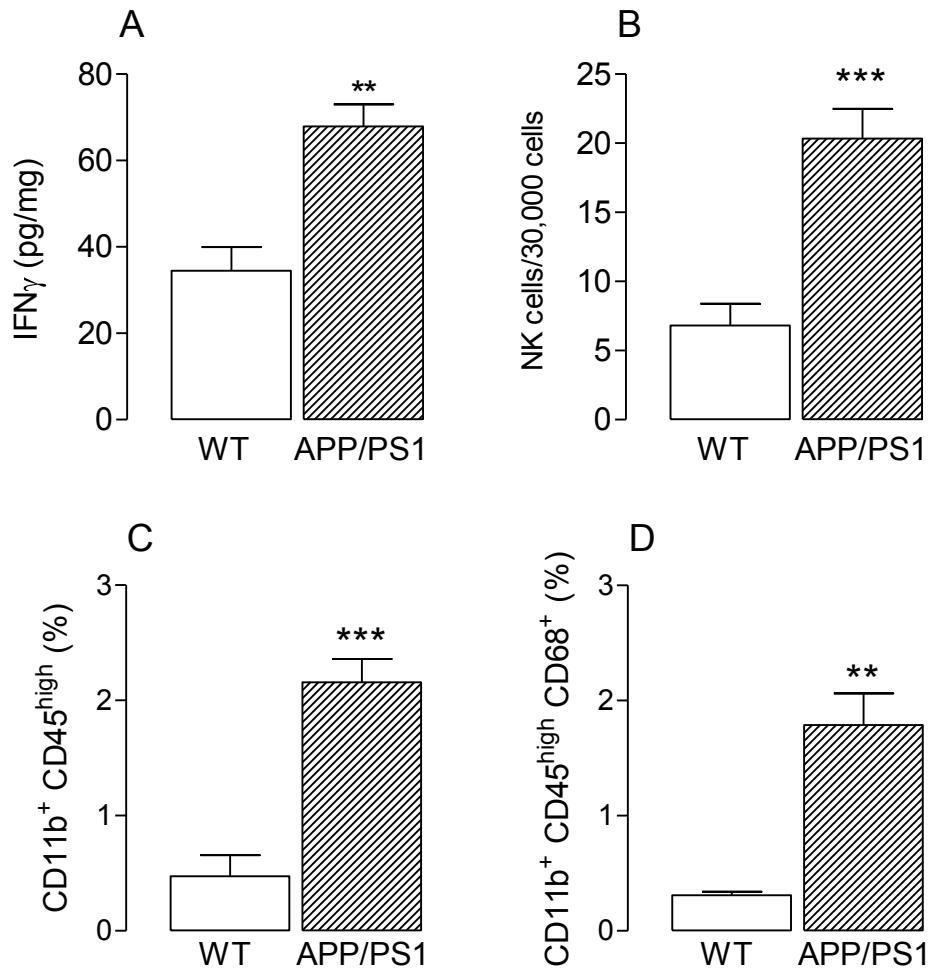 A
IFNγ (pg/mg)
80
60
40
20
0
**
WT
APP/PS1
B
NK cells/30,000 cells
25
20
15
10
5
0
***
WT
APP/PS1
C
CD11b⁺ CD45ʰⁱᵍʰ (%)
3
2
1
0
***
WT
APP/PS1
D
CD11b⁺ CD45ʰⁱᵍʰ CD68⁺ (%)
3
2
1
0
**
WT
APP/PS1